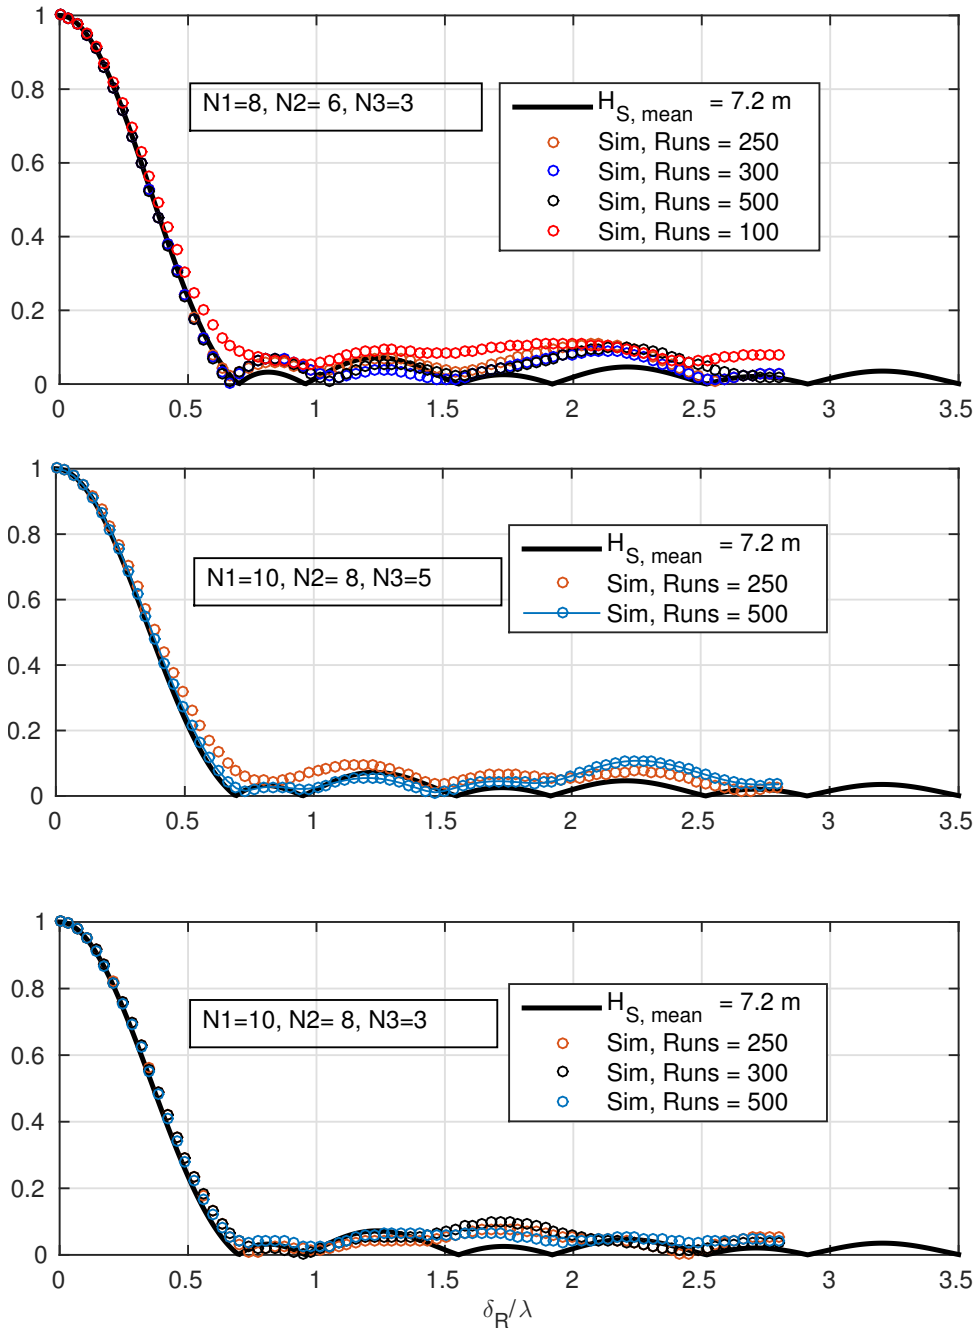 1
0.8
0.6
0.4
0.2
0
N1=8, N2= 6, N3=3
H_S, mean = 7.2 m
Sim, Runs = 250
Sim, Runs = 300
Sim, Runs = 500
Sim, Runs = 100
0 0.5 1 1.5 2 2.5 3 3.5
1
0.8
0.6
0.4
0.2
0
N1=10, N2= 8, N3=5
H_S, mean = 7.2 m
Sim, Runs = 250
Sim, Runs = 500
0 0.5 1 1.5 2 2.5 3 3.5
1
0.8
0.6
0.4
0.2
0
N1=10, N2= 8, N3=3
H_S, mean = 7.2 m
Sim, Runs = 250
Sim, Runs = 300
Sim, Runs = 500
0 0.5 1 1.5 2 2.5 3 3.5
δ_R/λ